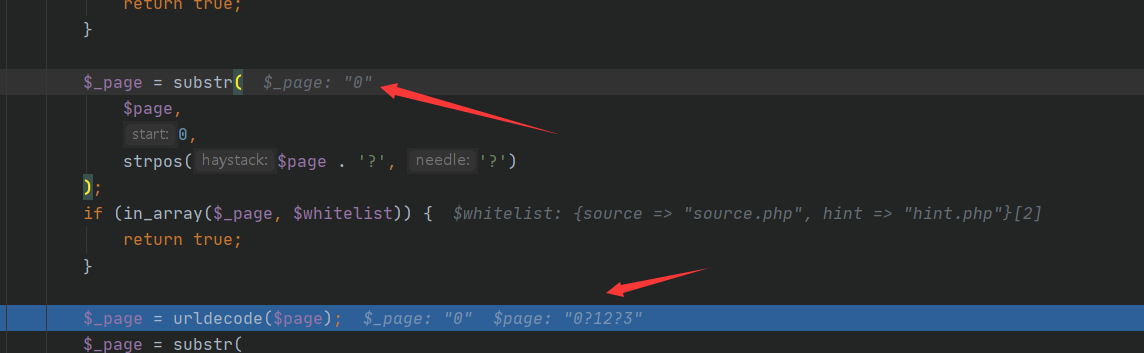 return true;
}
$_page = substr( $_page: "0"
$page,
start: 0,
strpos( haystack: $page . '?', needle: '?')
);
if (in_array($_page, $whitelist)) { $whitelist: {source => "source.php", hint => "hint.php"}[2]
return true;
}
$_page = urldecode($page); $_page: "0" $page: "0?12?3"
$_page = substr(